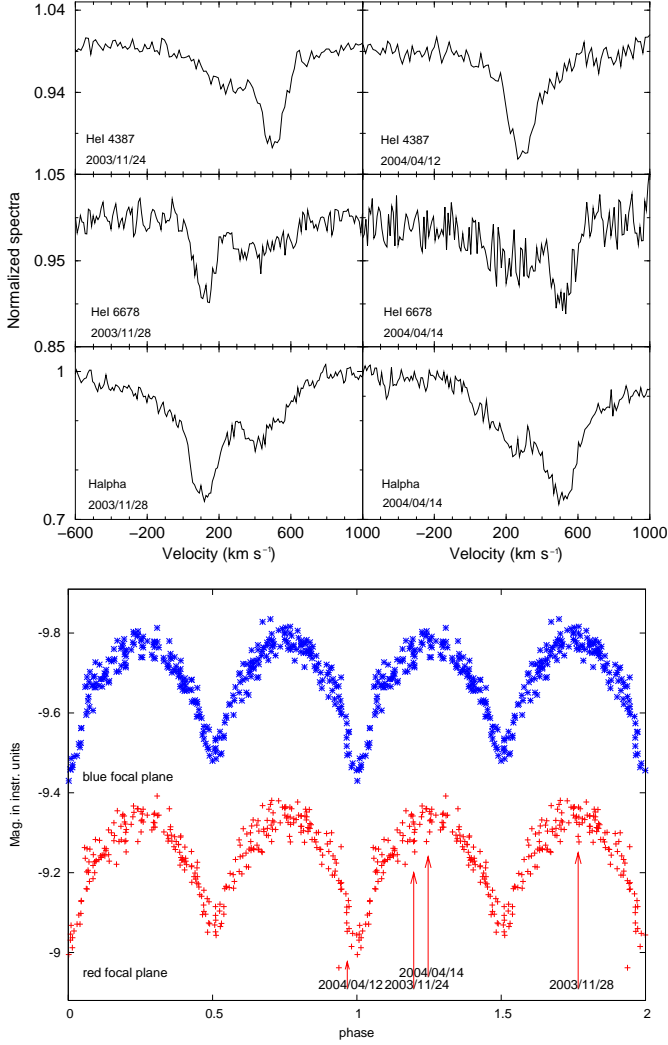 1.04
0.94
HeI 4387
2003/11/24
HeI 4387
2004/04/12
1.05
1.00
0.95
0.85
Normalized spectra
HeI 6678
2003/11/28
HeI 6678
2004/04/14
1
0.7
Halpha
2003/11/28
Halpha
2004/04/14
−600 −200 200 600 1000 −200 200 600 1000
Velocity (km s⁻¹) Velocity (km s⁻¹)
-9.8
-9.6
-9.4
-9.2
-9
Mag. in instr. units
blue focal plane
red focal plane
2004/04/14
2004/04/12 2003/11/24 2003/11/28
0 0.5 1 1.5 2
phase